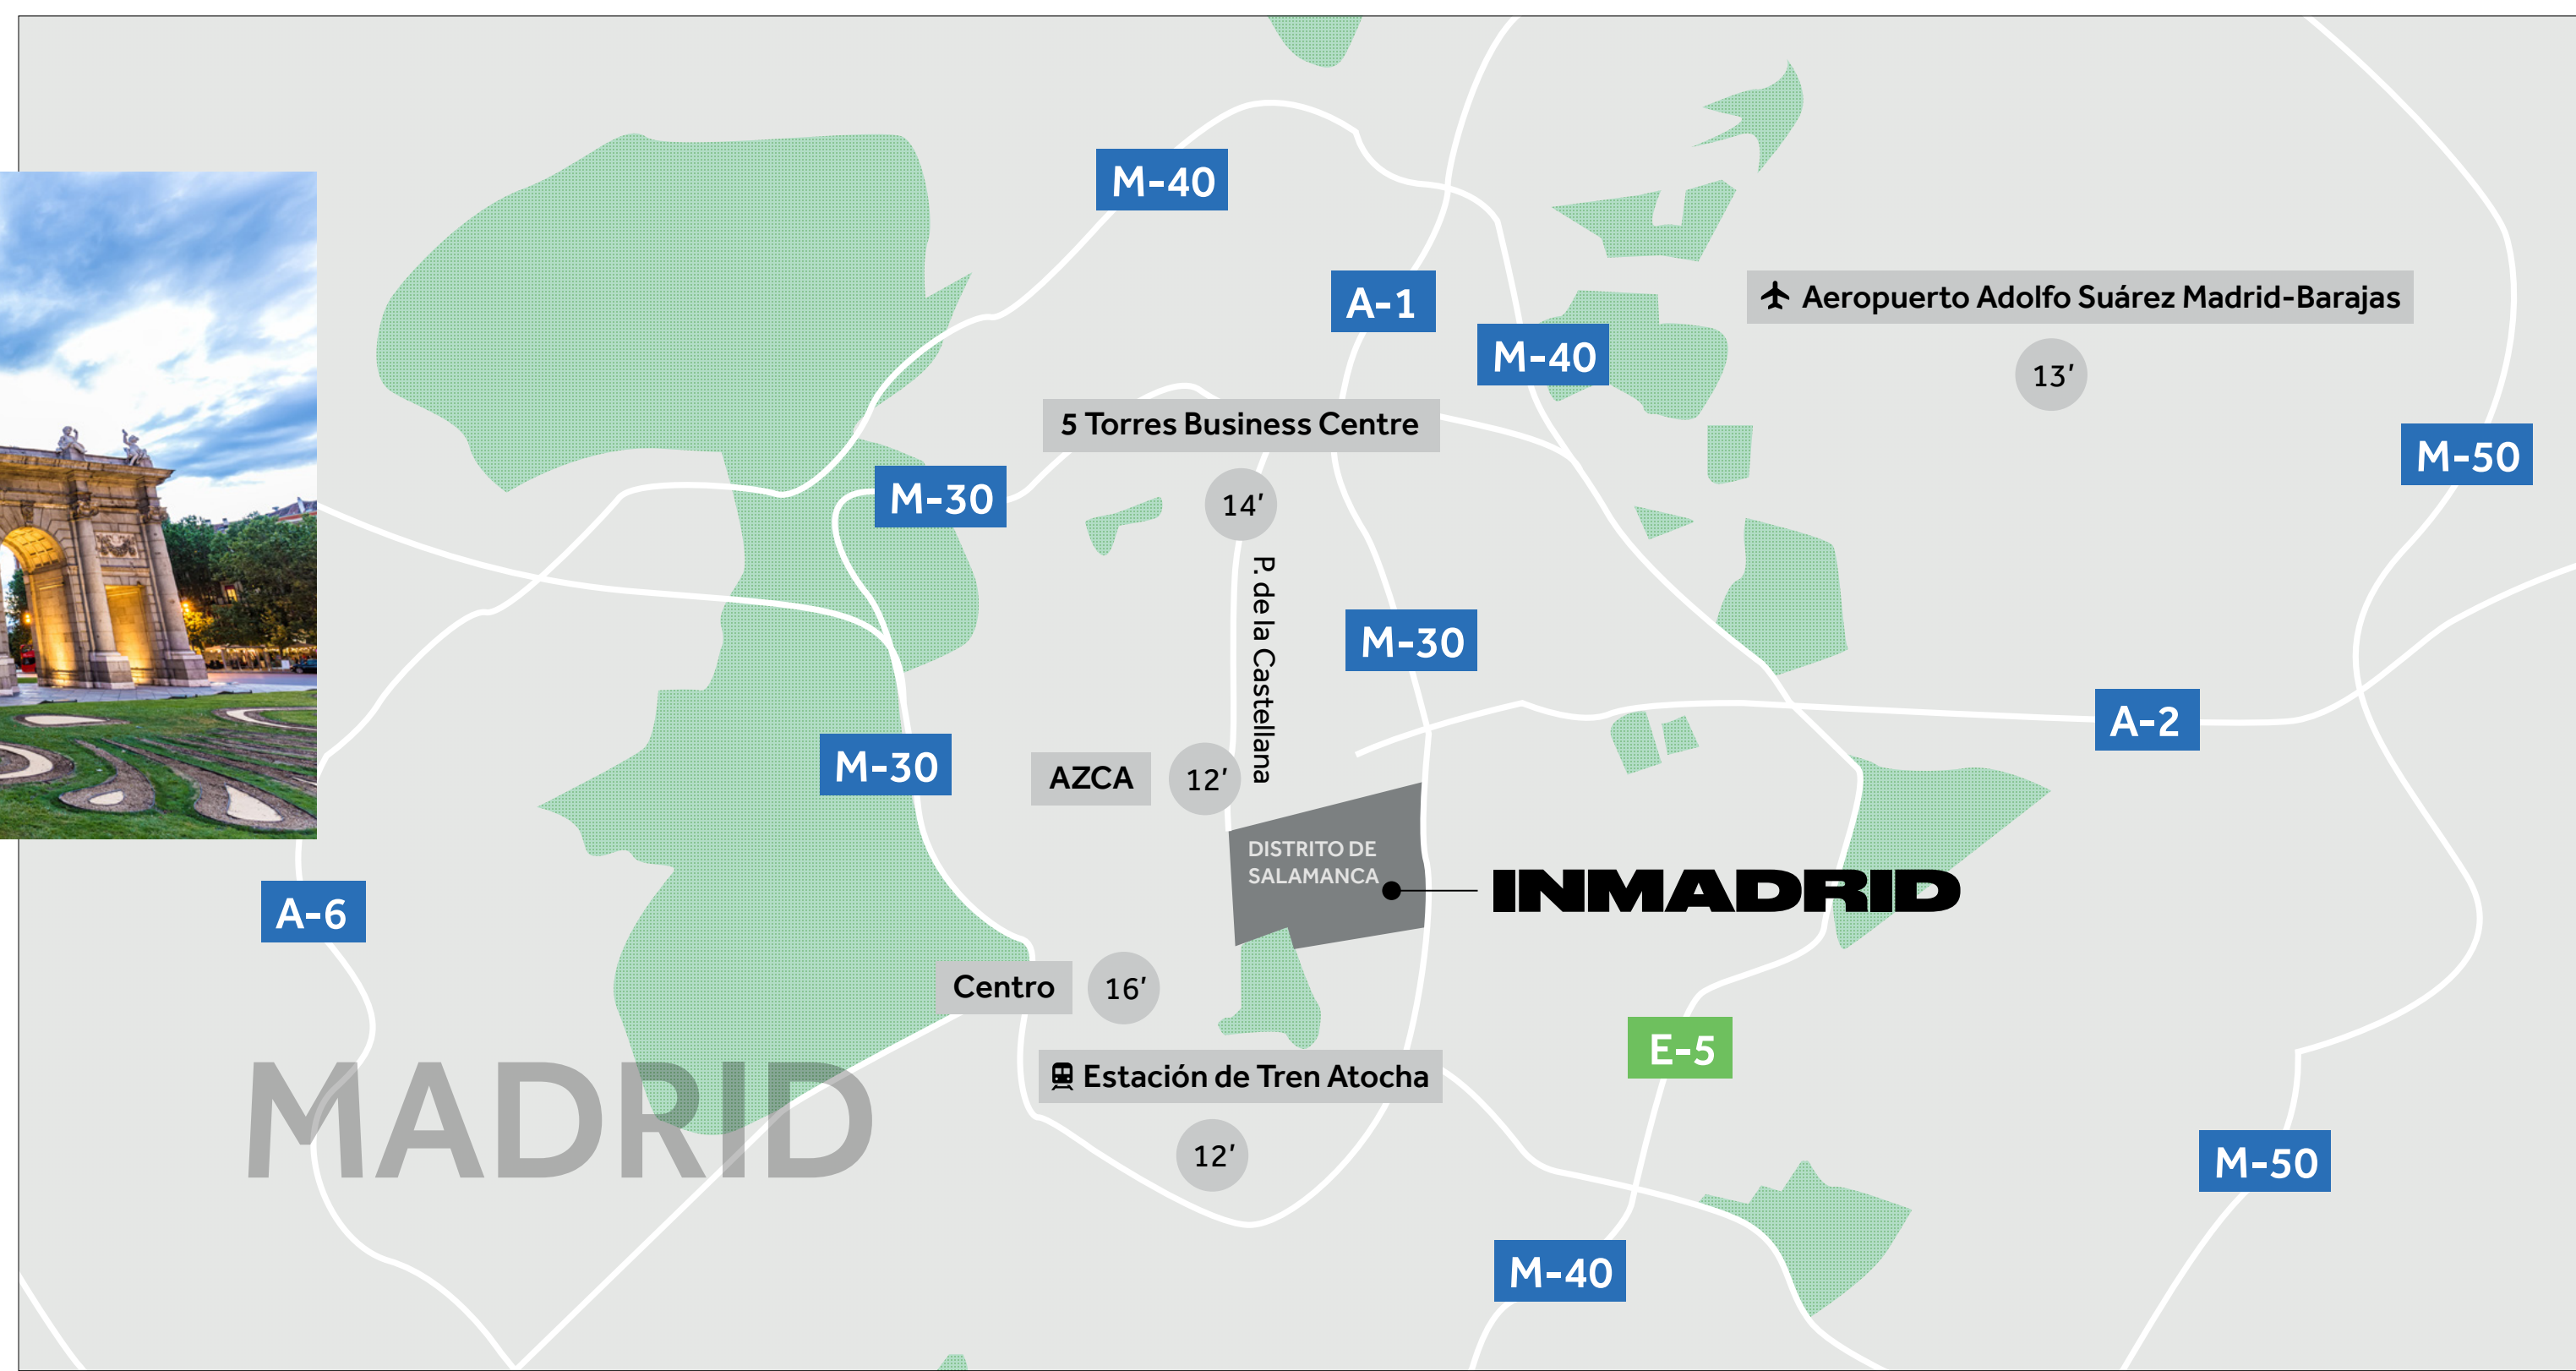 M-40
A-1
Aeropuerto Adolfo Suárez Madrid-Barajas
M-40
13’
5 Torres Business Centre
M-50
M-30
14’
P. de la Castellana
M-30
A-2
M-30
AZCA
12’
DISTRITO DE
SALAMANCA
INMADRID
A-6
Centro
16’
E-5
Estación de Tren Atocha
MADRID
12’
M-50
M-40